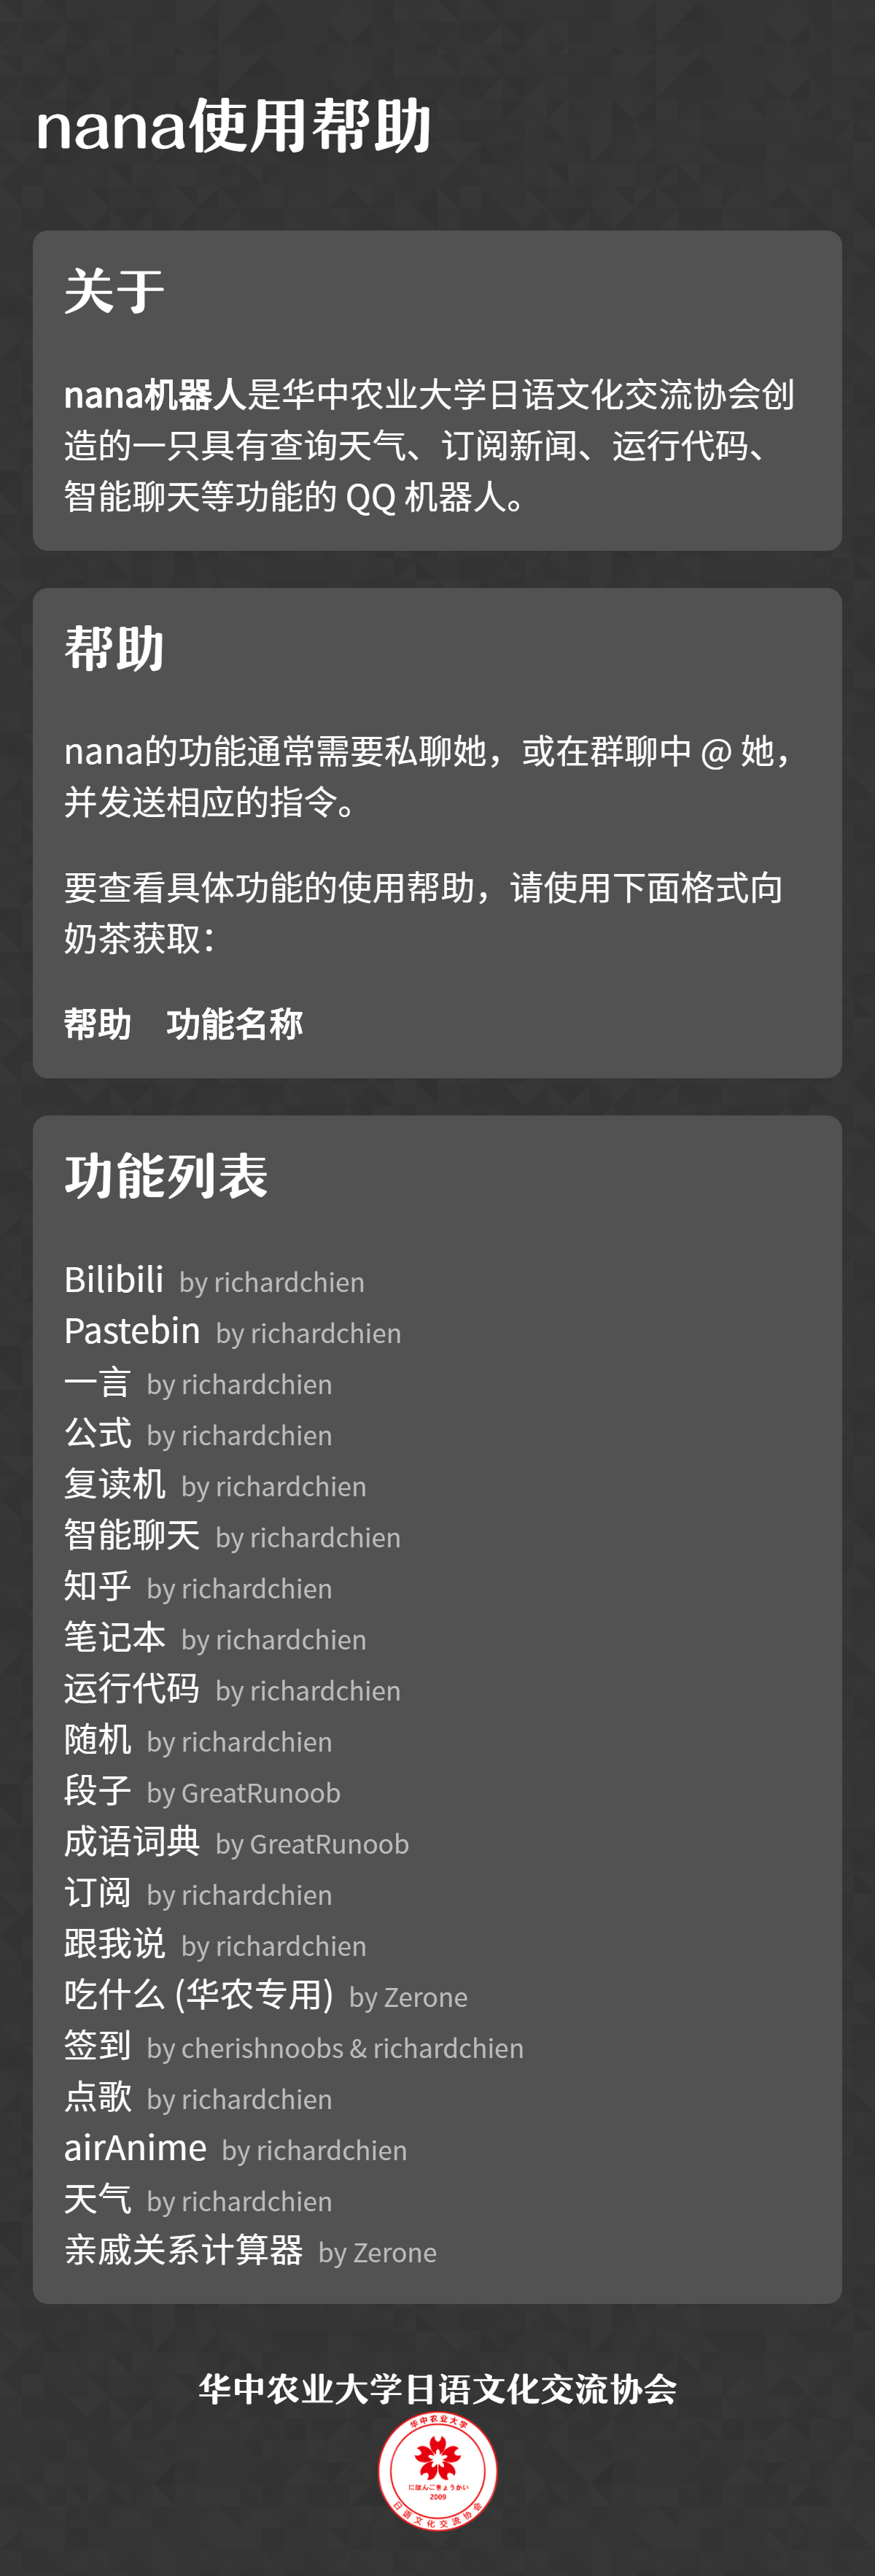 nana使用帮助
关于
nana机器人是华中农业大学日语文化交流协会创
造的一只具有查询天气、订阅新闻、运行代码、
智能聊天等功能的 QQ 机器人。
帮助
nana的功能通常需要私聊她，或在群聊中 @ 她，
并发送相应的指令。
要查看具体功能的使用帮助，请使用下面格式向
奶茶获取：
帮助　功能名称
功能列表
Bilibili by richardchien
Pastebin by richardchien
一言 by richardchien
公式 by richardchien
复读机 by richardchien
智能聊天 by richardchien
知乎 by richardchien
笔记本 by richardchien
运行代码 by richardchien
随机 by richardchien
段子 by GreatRunoob
成语词典 by GreatRunoob
订阅 by richardchien
跟我说 by richardchien
吃什么 (华农专用) by Zerone
签到 by cherishnoobs & richardchien
点歌 by richardchien
airAnime by richardchien
天气 by richardchien
亲戚关系计算器 by Zerone
华中农业大学日语文化交流协会
华中农业大学
にほんごきょうかい
2009
日语文化交流协会